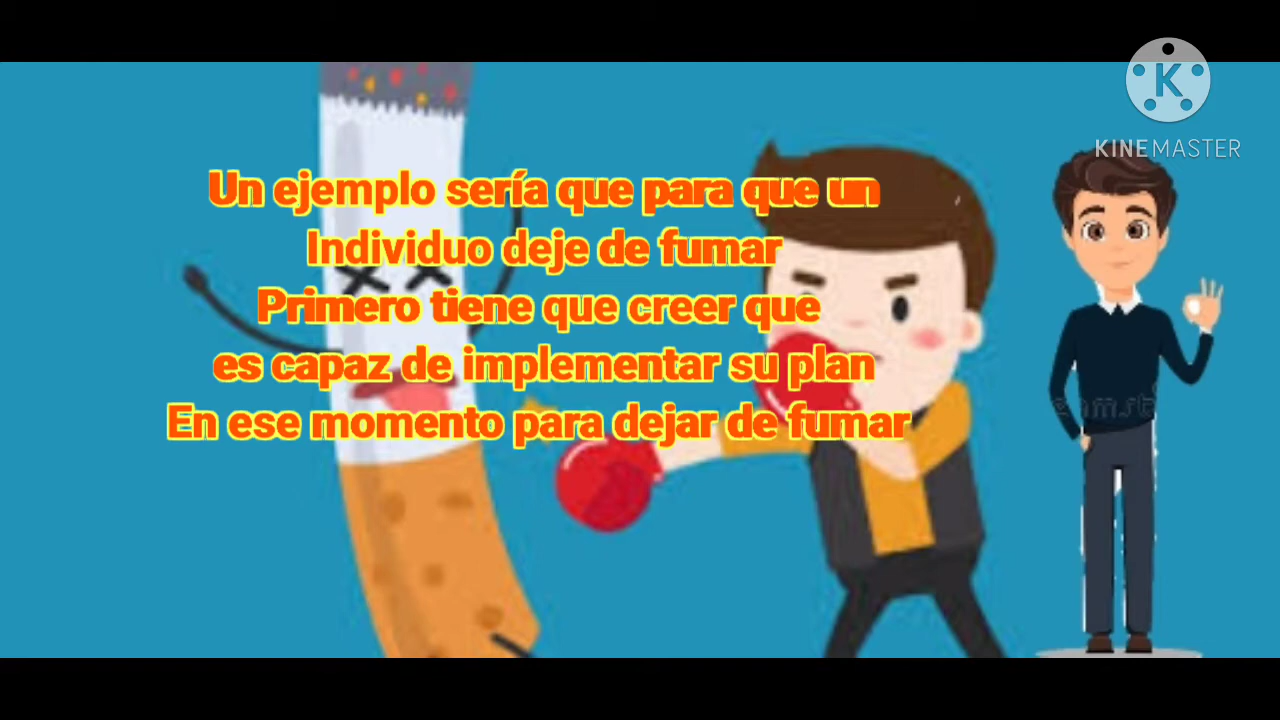 KINEMASTER
Un ejemplo sería que para que un
Individuo deje de fumar
Primero tiene que creer que
es capaz de implementar su plan
En ese momento para dejar de fumar